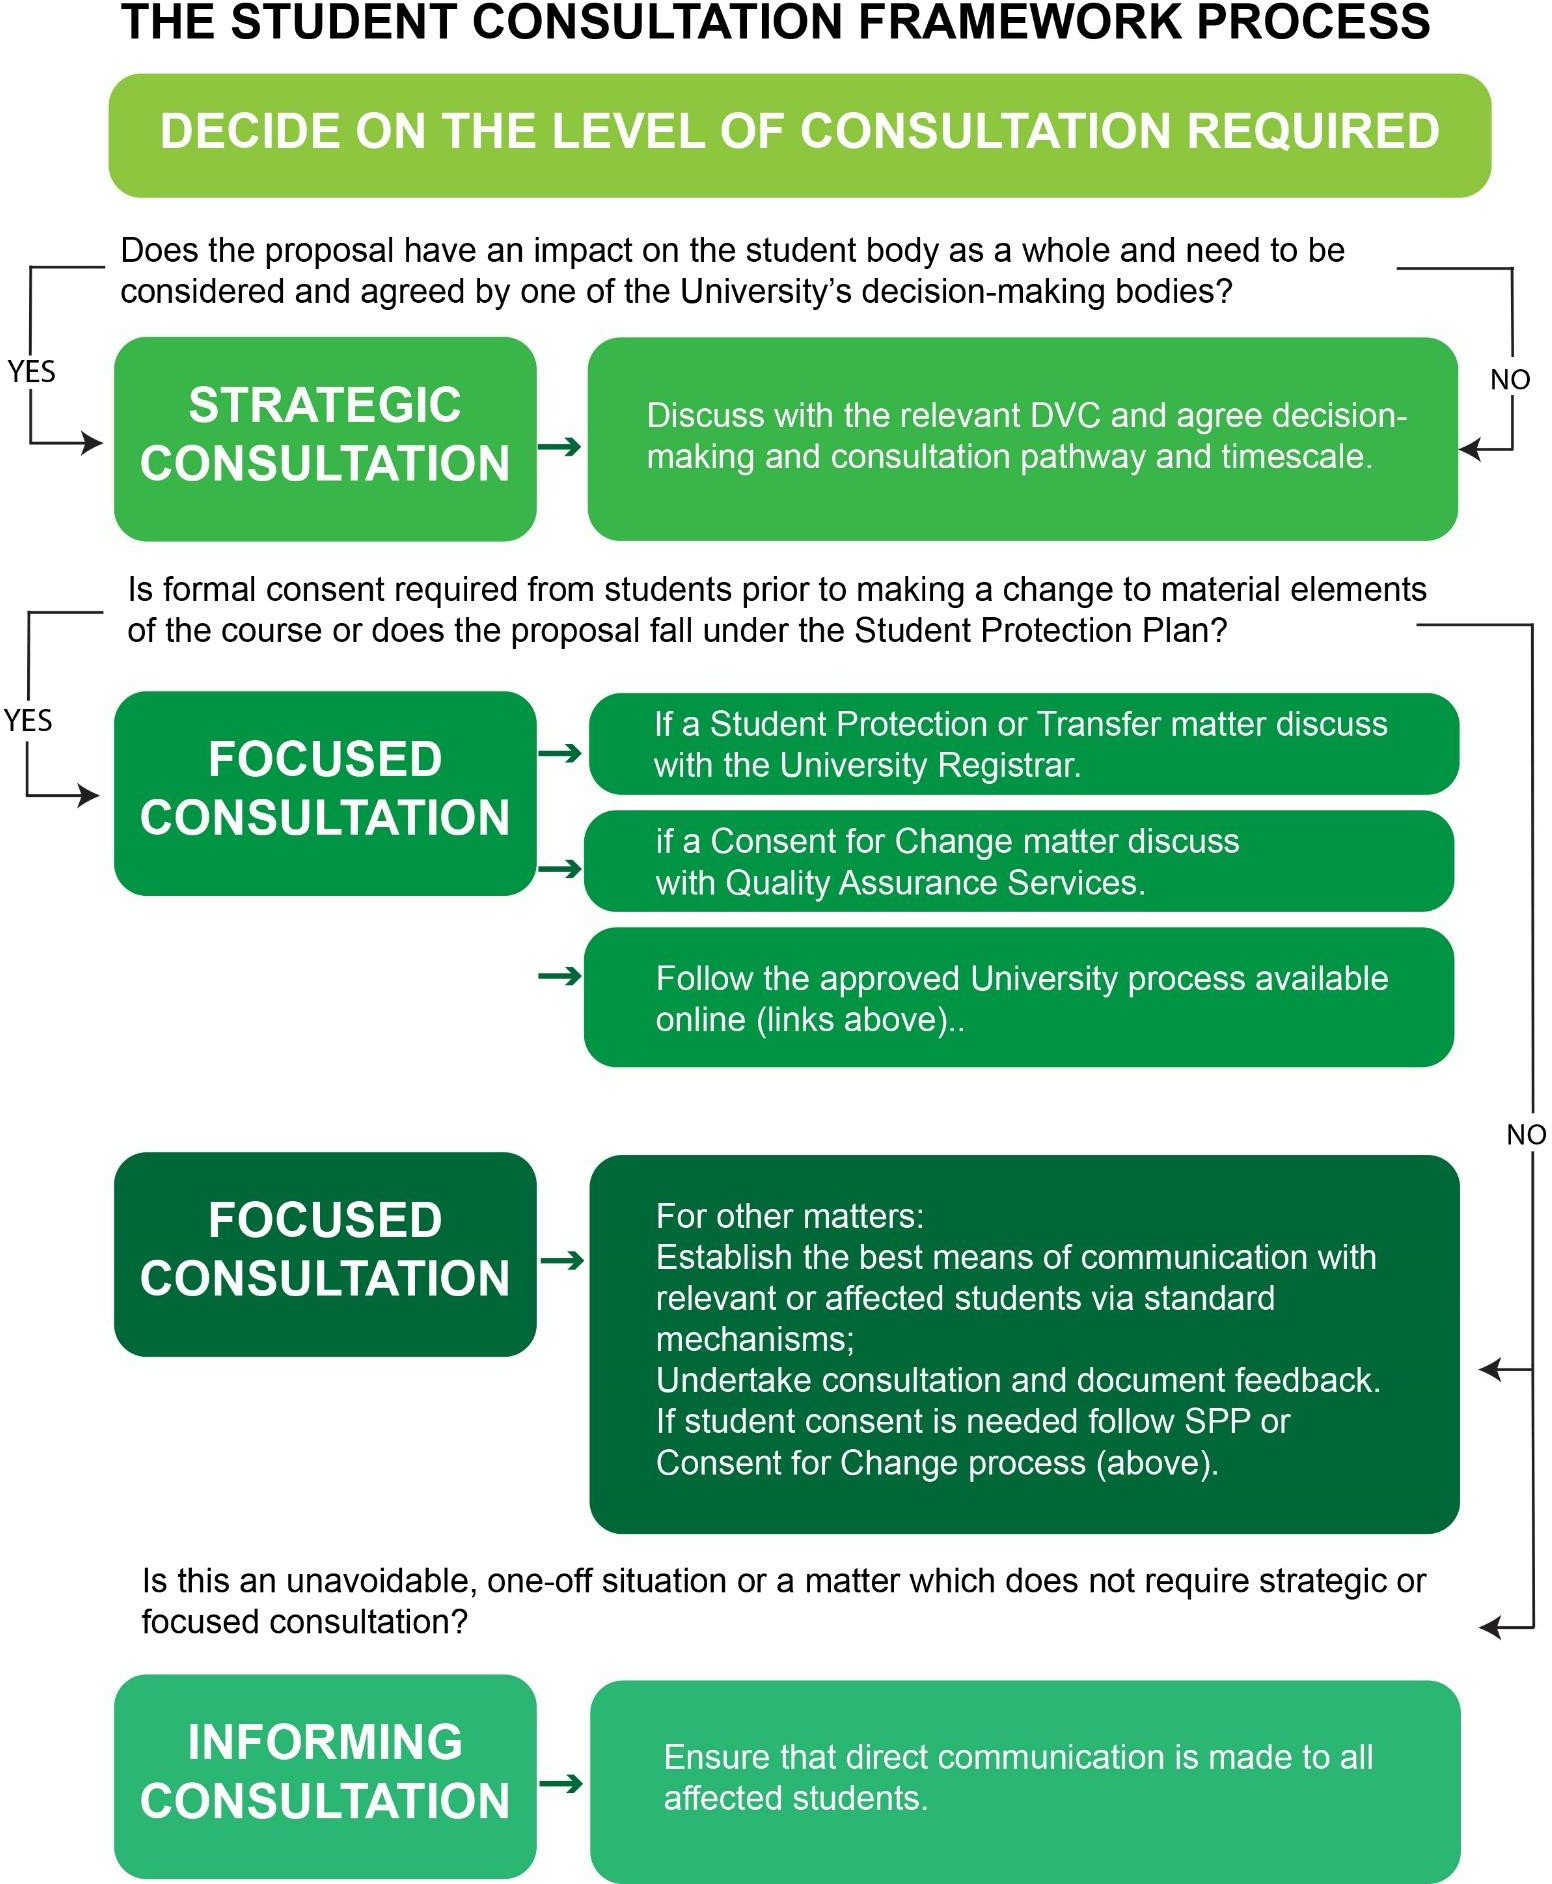 THE STUDENT CONSULTATION FRAMEWORK PROCESS
DECIDE ON THE LEVEL OF CONSULTATION REQUIRED
Does the proposal have an impact on the student body as a whole and need to be
considered and agreed by one of the University’s decision-making bodies?
YES
NO
STRATEGIC
CONSULTATION
Discuss with the relevant DVC and agree decision-
making and consultation pathway and timescale.
Is formal consent required from students prior to making a change to material elements
of the course or does the proposal fall under the Student Protection Plan?
YES
FOCUSED
CONSULTATION
If a Student Protection or Transfer matter discuss
with the University Registrar.
if a Consent for Change matter discuss
with Quality Assurance Services.
Follow the approved University process available
online (links above)..
NO
FOCUSED
CONSULTATION
For other matters:
Establish the best means of communication with
relevant or affected students via standard
mechanisms;
Undertake consultation and document feedback.
If student consent is needed follow SPP or
Consent for Change process (above).
Is this an unavoidable, one-off situation or a matter which does not require strategic or
focused consultation?
INFORMING
CONSULTATION
Ensure that direct communication is made to all
affected students.